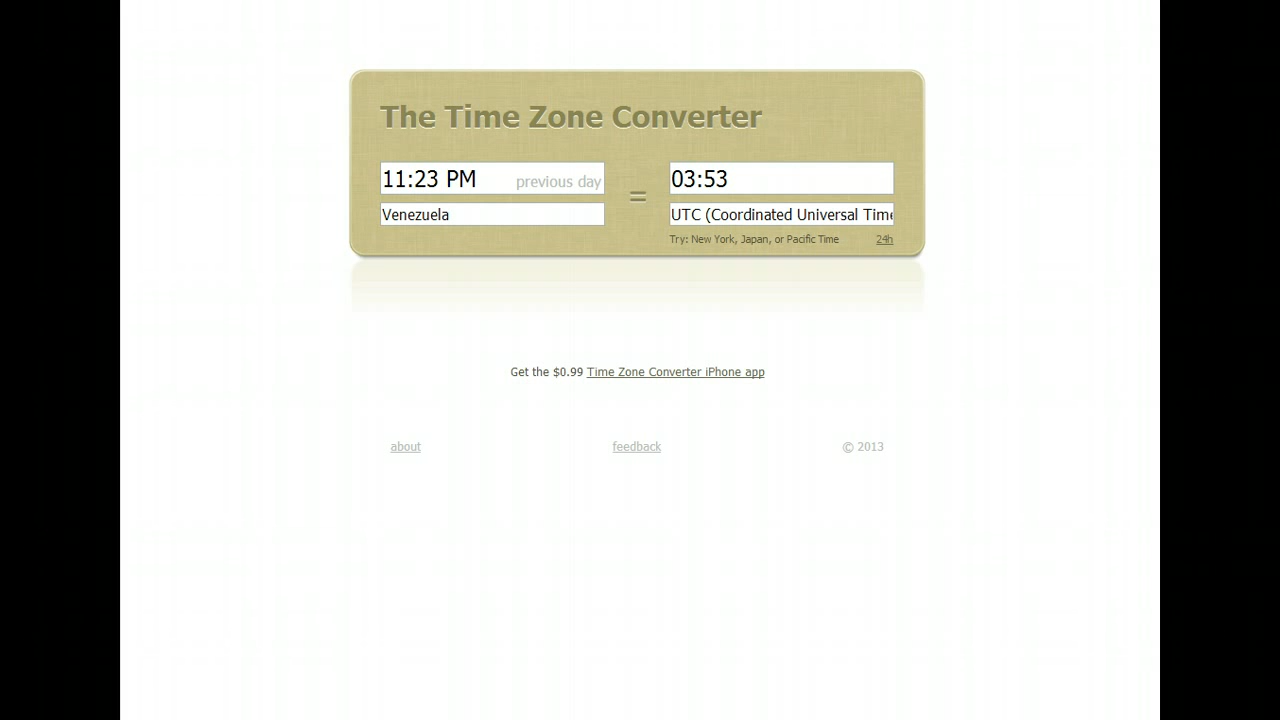 The Time Zone Converter
11:23 PM previous day = 03:53
Venezuela UTC (Coordinated Universal Time
Try: New York, Japan, or Pacific Time 24h
Get the $0.99 Time Zone Converter iPhone app
about feedback © 2013